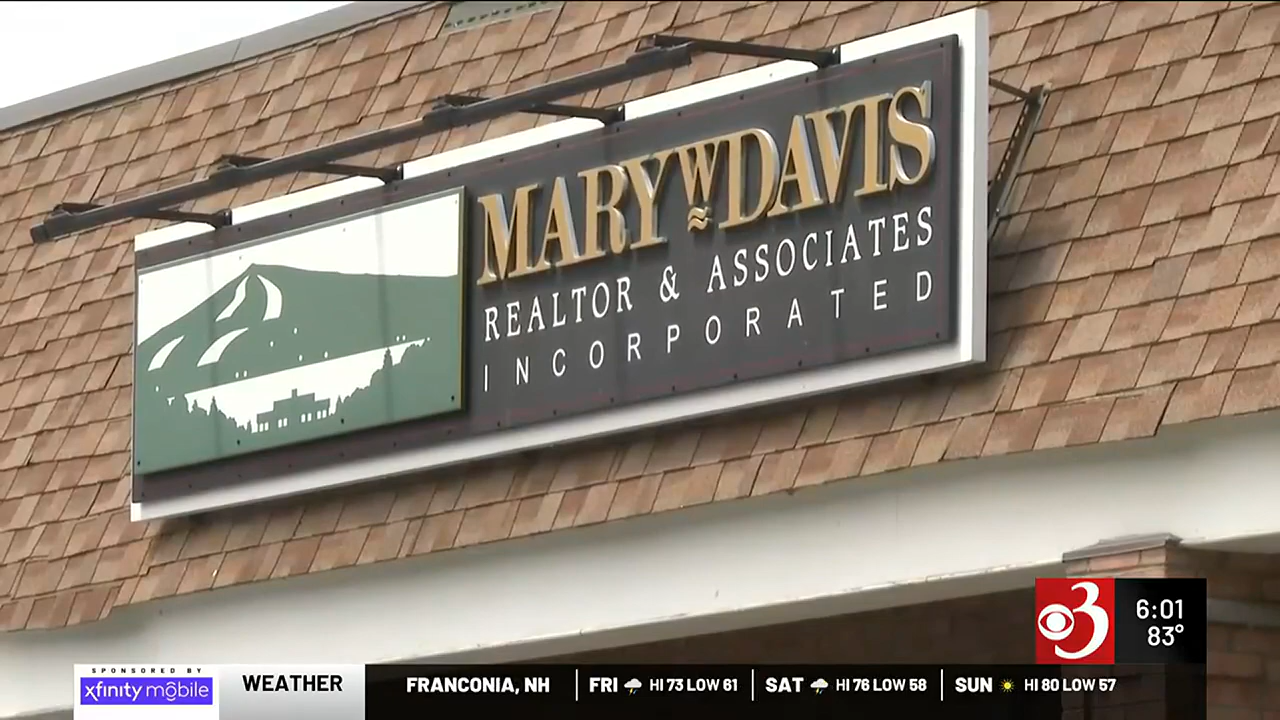 MARY W DAVIS
REALTOR & ASSOCIATES
INCORPORATED
3
6:01
83°
SPONSORED BY
xfinity mobile
WEATHER
FRANCONIA, NH
FRI HI 73 LOW 61
SAT HI 76 LOW 58
SUN HI 80 LOW 57